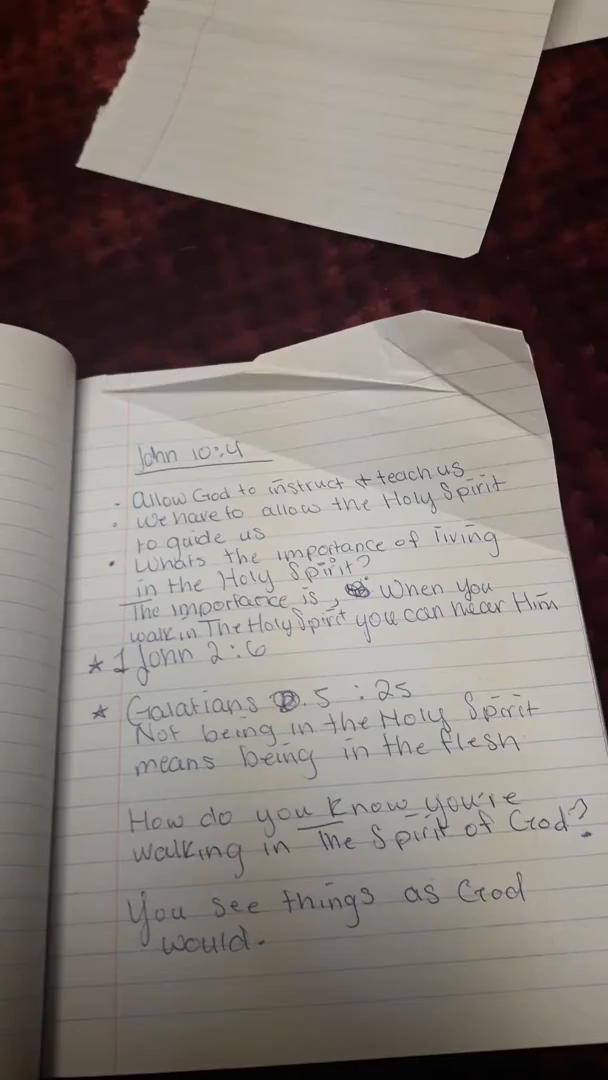 John 10:4
- Allow God to instruct & teach us
• we have to allow the Holy Spirit
to guide us
• Whats the importance of living
in the Holy Spirit?
The importance is, When you
walk in The Holy Spirit you can hear Him
* 1 John 2:6
* Galatians 5:25
Not being in the Holy Spirit
means being in the flesh
How do you know you're
walking in The Spirit of God?
You see things as God
would.